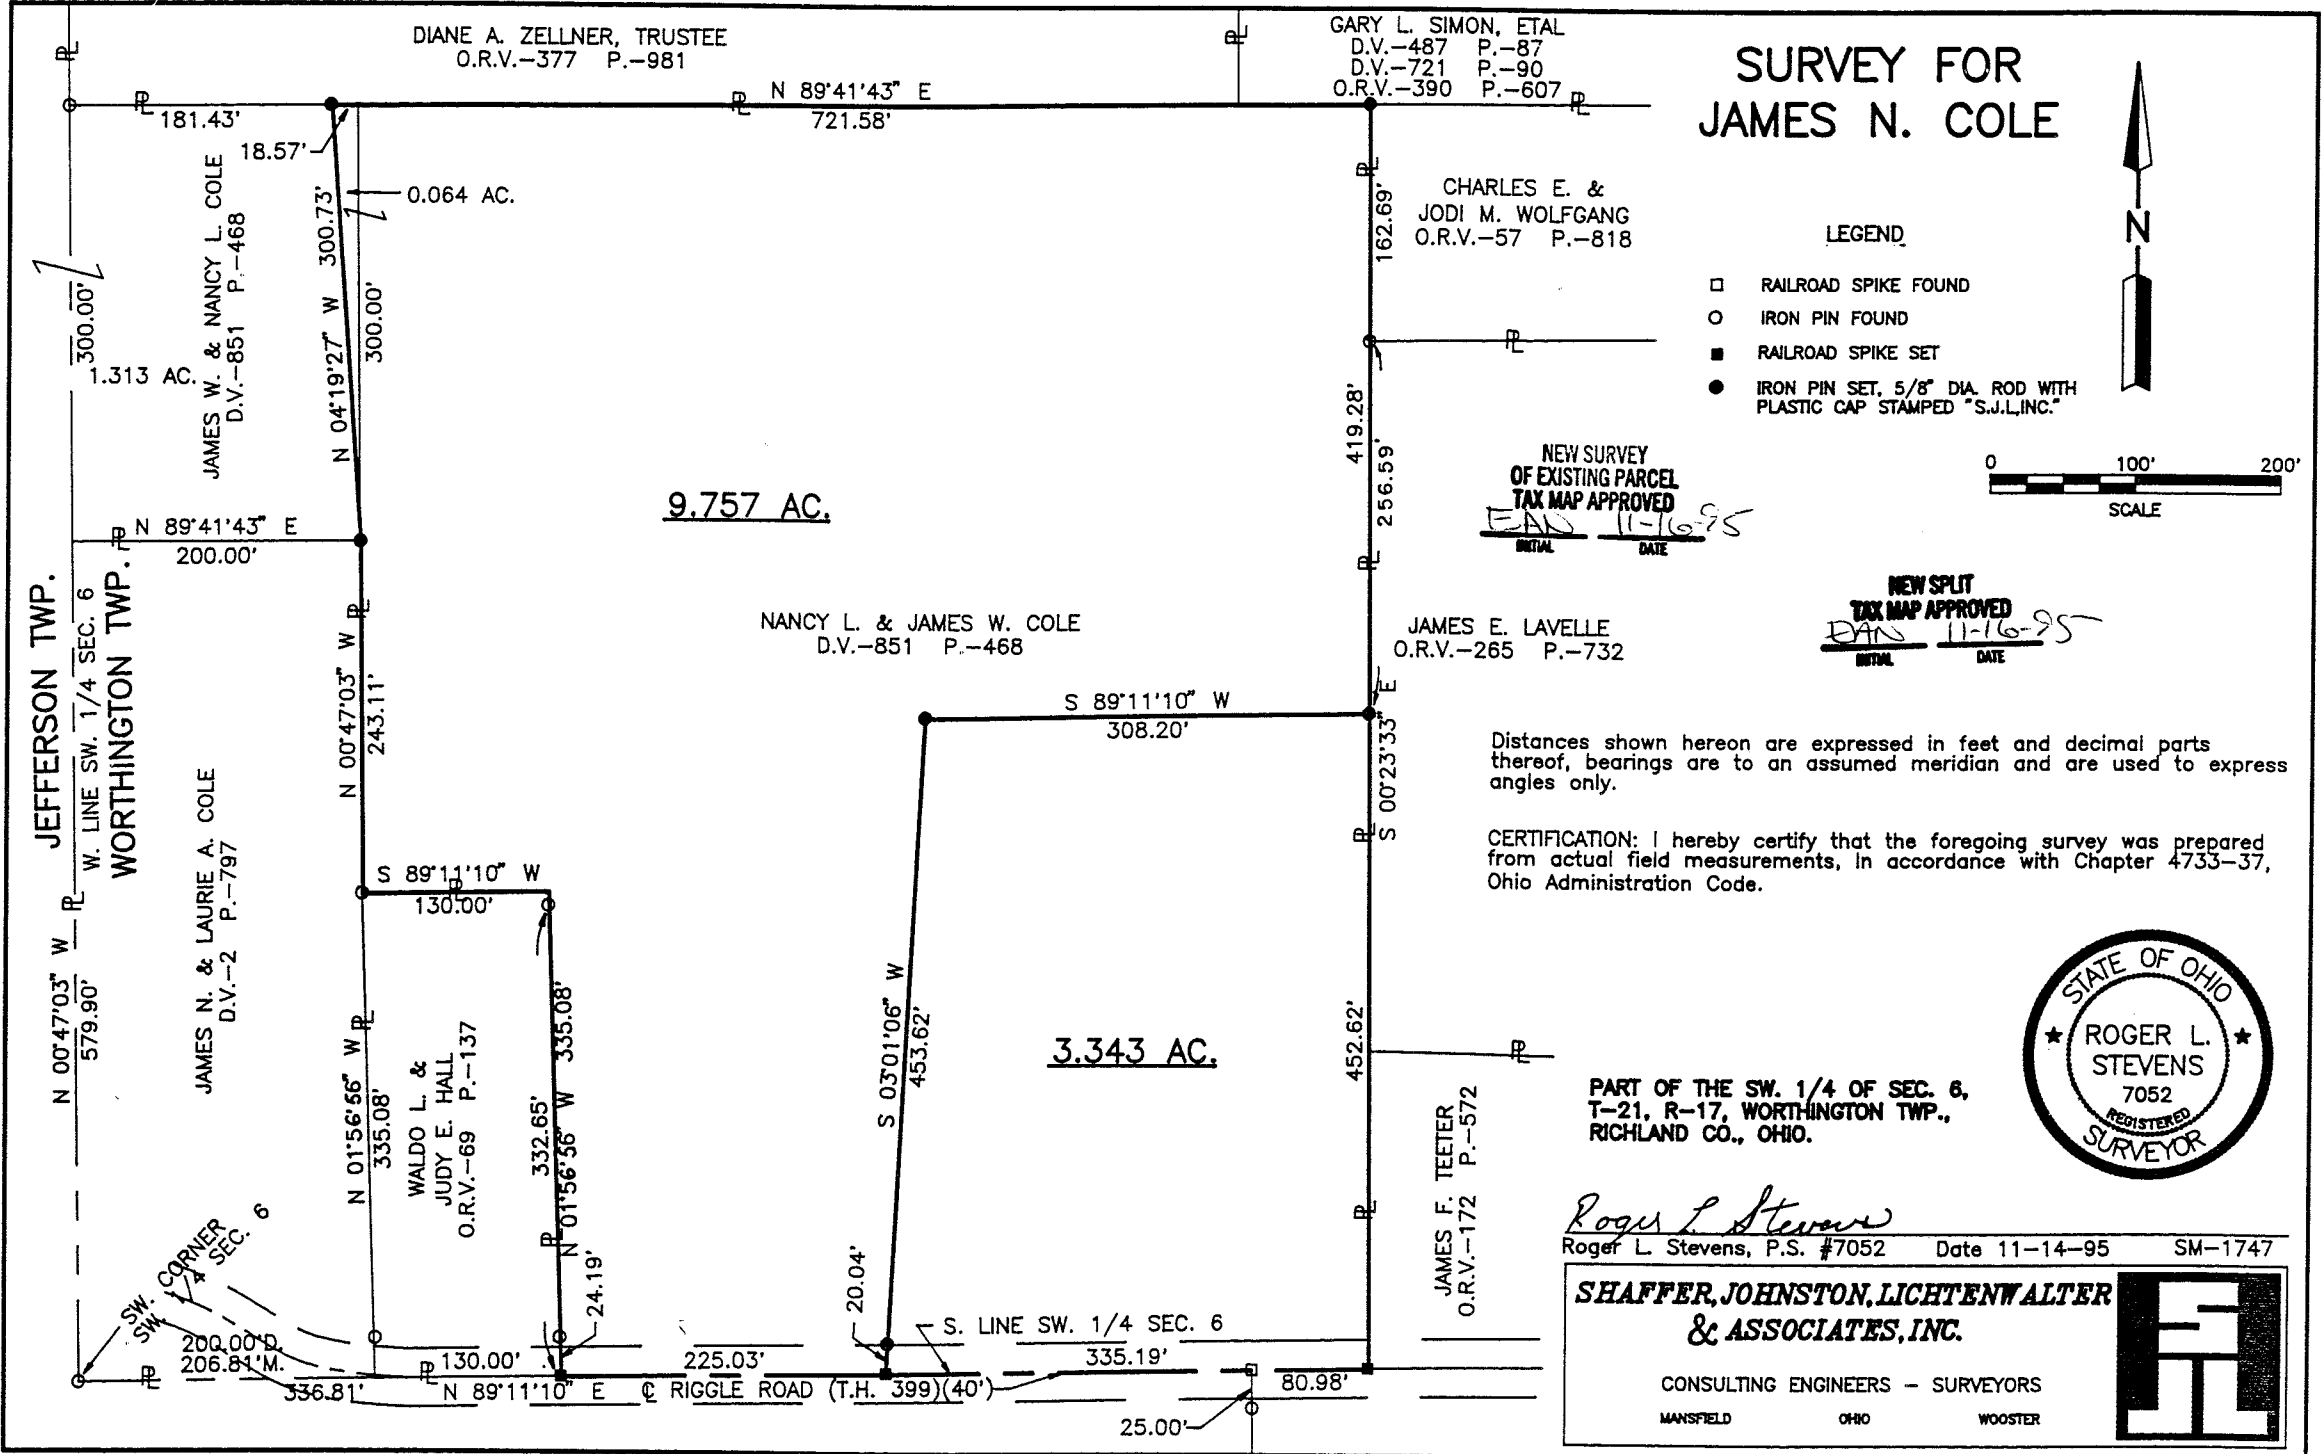 DIANE A. ZELLNER, TRUSTEE
O.R.V.-377 P.-981
GARY L. SIMON, ETAL
D.V.-487 P.-87
D.V.-721 P.-90
O.R.V.-390 P.-607
SURVEY FOR
JAMES N. COLE
N 89°41'43" E
721.58'
181.43'
18.57'
0.064 AC.
JAMES W. & NANCY L. COLE
D.V.-851 P.-468
N 04°19'27" W 300.73'
300.00'
300.00'
1.313 AC.
162.69'
CHARLES E. &
JODI M. WOLFGANG
O.R.V.-57 P.-818
N
LEGEND
RAILROAD SPIKE FOUND
IRON PIN FOUND
RAILROAD SPIKE SET
IRON PIN SET, 5/8" DIA. ROD WITH
PLASTIC CAP STAMPED "S.J.L,INC."
0 100' 200'
SCALE
NEW SURVEY
OF EXISTING PARCEL
TAX MAP APPROVED
EAN 11-16-95
INITIAL DATE
NEW SPLIT
TAX MAP APPROVED
EAN 11-16-95
INITIAL DATE
419.28'
256.59'
9.757 AC.
N 89°41'43" E
200.00'
JEFFERSON TWP.
W. LINE SW. 1/4 SEC. 6
WORTHINGTON TWP.
N 00°47'03" W
243.11'
NANCY L. & JAMES W. COLE
D.V.-851 P.-468
JAMES E. LAVELLE
O.R.V.-265 P.-732
S 89°11'10" W
308.20'
S 00°23'33" E
Distances shown hereon are expressed in feet and decimal parts
thereof, bearings are to an assumed meridian and are used to express
angles only.
CERTIFICATION: I hereby certify that the foregoing survey was prepared
from actual field measurements, in accordance with Chapter 4733-37,
Ohio Administration Code.
JAMES N. & LAURIE A. COLE
D.V.-2 P.-797
S 89°11'10" W
130.00'
N 00°47'03" W
579.90'
N 01°56'56" W
335.08'
WALDO L. &
JUDY E. HALL
O.R.V.-69 P.-137
332.65'
N 01°56'56" W 335.08'
24.19'
S 03°01'06" W
453.62'
20.04'
3.343 AC.
452.62'
JAMES F. TEETER
O.R.V.-172 P.-572
PART OF THE SW. 1/4 OF SEC. 6,
T-21, R-17, WORTHINGTON TWP.,
RICHLAND CO., OHIO.
STATE OF OHIO
ROGER L.
STEVENS
7052
REGISTERED
SURVEYOR
Roger L. Stevens
Roger L. Stevens, P.S. #7052 Date 11-14-95 SM-1747
SW. CORNER
SW. 1/4 SEC. 6
200.00'D.
206.81'M.
336.81'
130.00'
N 89°11'10" E
225.03'
S. LINE SW. 1/4 SEC. 6
335.19'
℄ RIGGLE ROAD (T.H. 399)(40')
80.98'
25.00'
SHAFFER, JOHNSTON, LICHTENWALTER
& ASSOCIATES, INC.
CONSULTING ENGINEERS - SURVEYORS
MANSFIELD OHIO WOOSTER